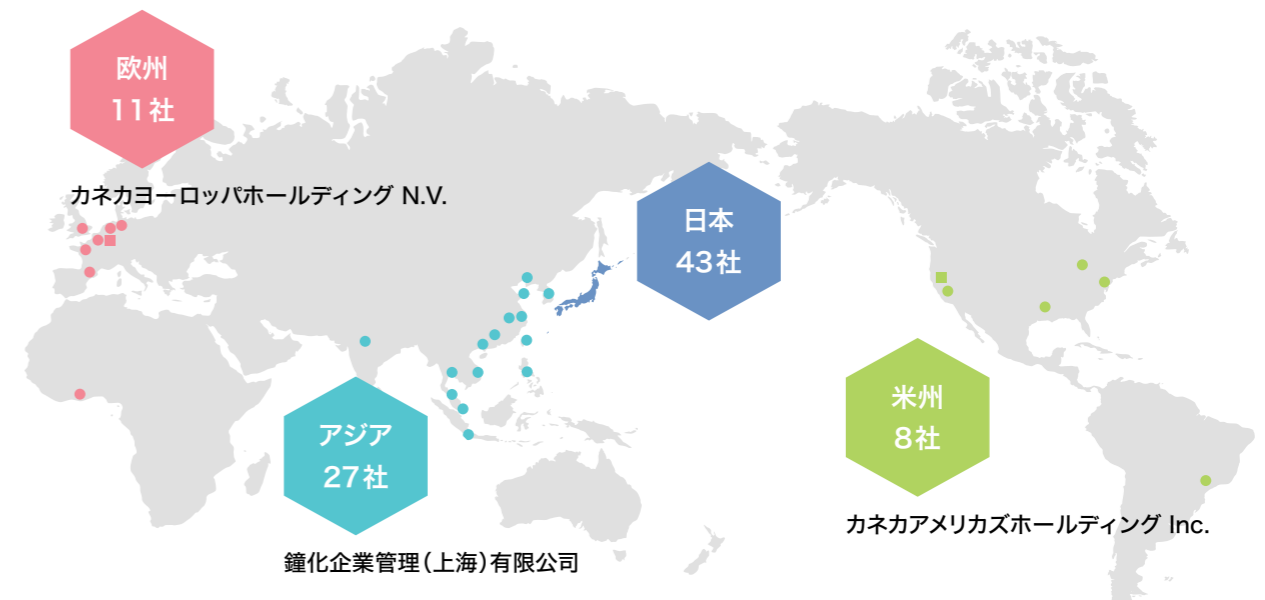 欧州
11社
カネカヨーロッパホールディング N.V.
日本
43社
アジア
27社
鐘化企業管理（上海）有限公司
米州
8社
カネカアメリカズホールディング Inc.